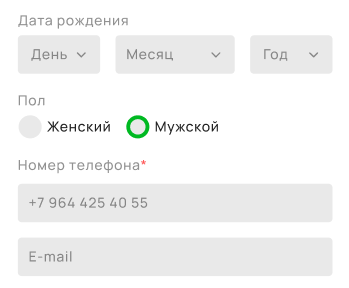 Дата рождения
День Месяц Год
Пол
Женский Мужской
Номер телефона*
+7 964 425 40 55
E-mail